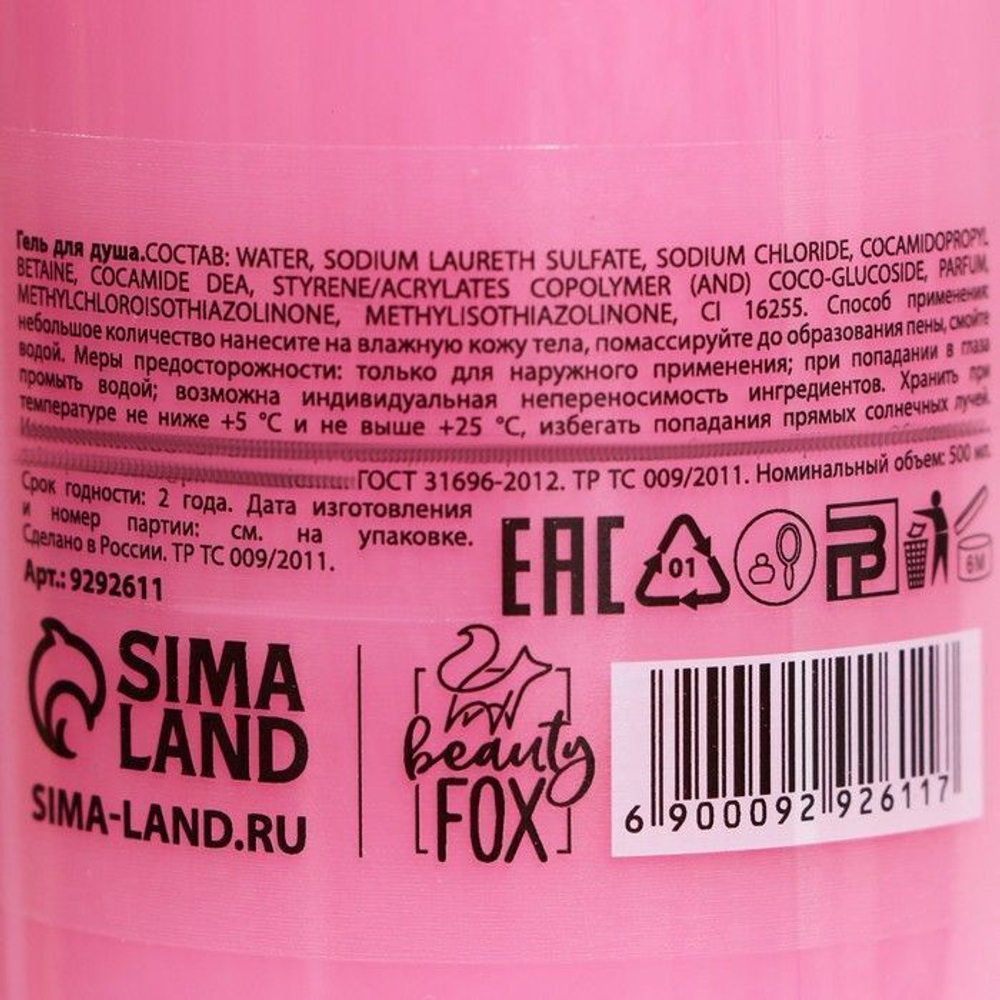 Гель для душа.СОСТАВ: WATER, SODIUM LAURETH SULFATE, SODIUM CHLORIDE, COCAMIDOPROPYL
BETAINE, COCAMIDE DEA, STYRENE/ACRYLATES COPOLYMER (AND) COCO-GLUCOSIDE, PARFUM,
METHYLCHLOROISOTHIAZOLINONE, METHYLISOTHIAZOLINONE, CI 16255. Способ применения:
небольшое количество нанесите на влажную кожу тела, помассируйте до образования пены, смойте
водой. Меры предосторожности: только для наружного применения; при попадании в глаза
промыть водой; возможна индивидуальная непереносимость ингредиентов. Хранить при
температуре не ниже +5 °C и не выше +25 °C, избегать попадания прямых солнечных лучей.
ГОСТ 31696-2012. ТР ТС 009/2011. Номинальный объем: 500 мл.
Срок годности: 2 года. Дата изготовления
и номер партии: см. на упаковке.
Сделано в России. ТР ТС 009/2011.
Арт.: 9292611
EAC
01
6M
SIMA
LAND
SIMA-LAND.RU
beauty
FOX
6 900092 926117